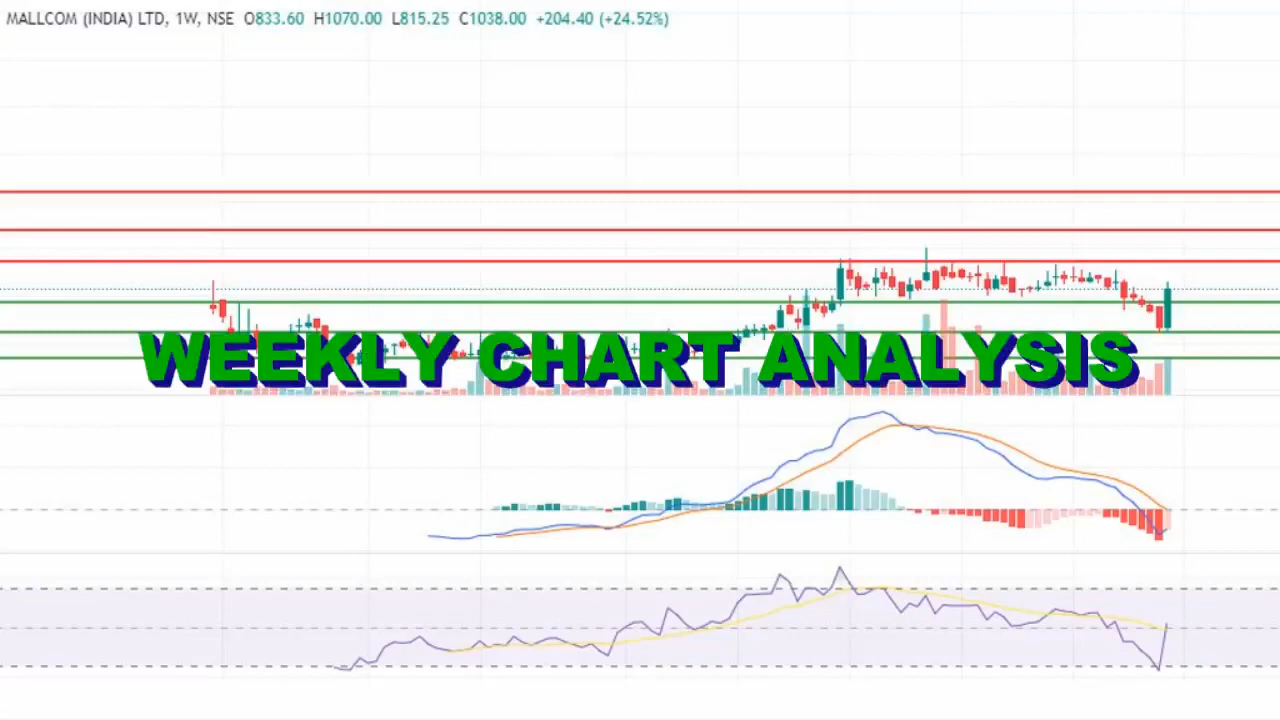 MALLCOM (INDIA) LTD, 1W, NSE O833.60 H1070.00 L815.25 C1038.00 +204.40 (+24.52%)
WEEKLY CHART ANALYSIS